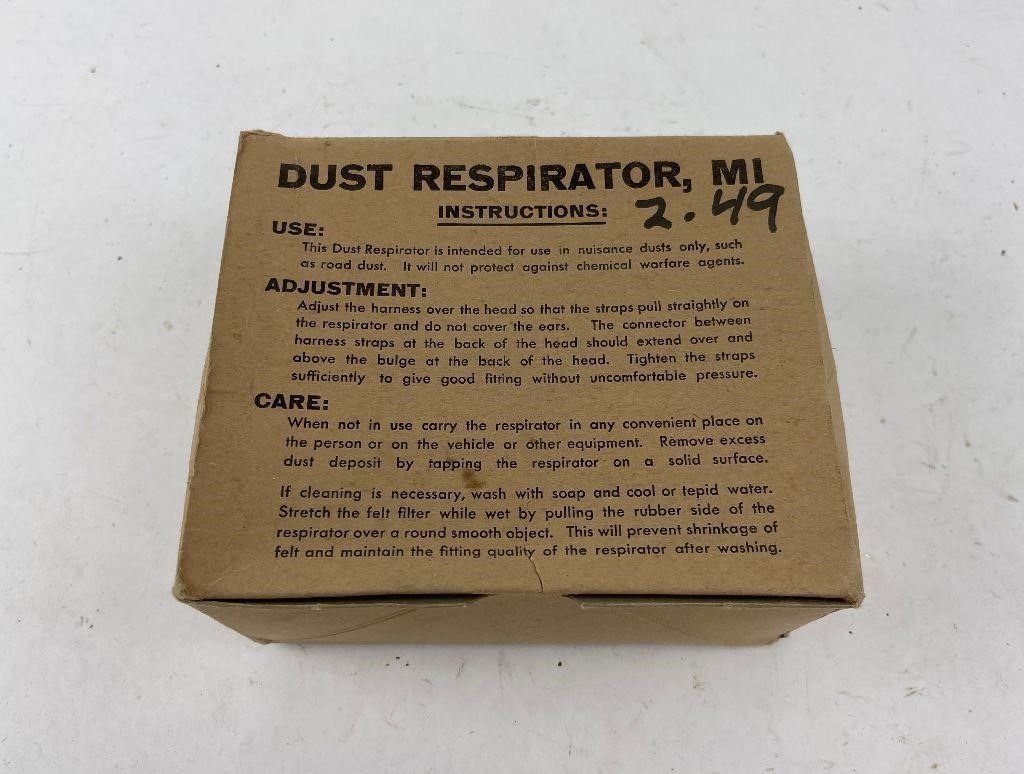 DUST RESPIRATOR, MI
INSTRUCTIONS:
2.49
USE:
This Dust Respirator is intended for use in nuisance dusts only, such
as road dust. It will not protect against chemical warfare agents.
ADJUSTMENT:
Adjust the harness over the head so that the straps pull straightly on
the respirator and do not cover the ears. The connector between
harness straps at the back of the head should extend over and
above the bulge at the back of the head. Tighten the straps
sufficiently to give good fitting without uncomfortable pressure.
CARE:
When not in use carry the respirator in any convenient place on
the person or on the vehicle or other equipment. Remove excess
dust deposit by tapping the respirator on a solid surface.
If cleaning is necessary, wash with soap and cool or tepid water.
Stretch the felt filter while wet by pulling the rubber side of the
respirator over a round smooth object. This will prevent shrinkage of
felt and maintain the fitting quality of the respirator after washing.